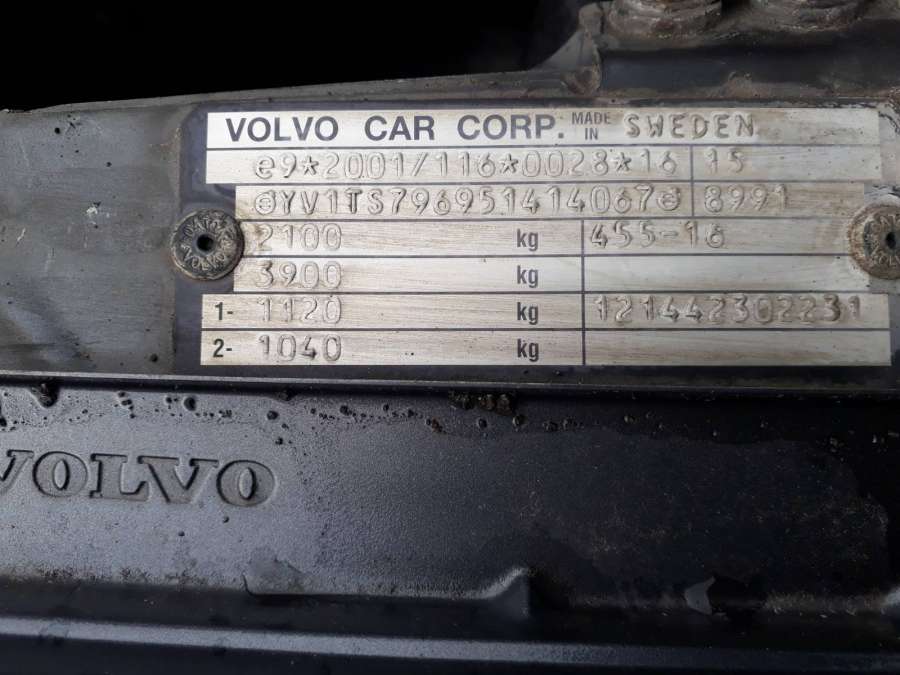 VOLVO CAR CORP. MADE IN SWEDEN
e9*2001/116*0028*16 15
YV1TS796951414067 8991
2100 kg 455-16
3900 kg
1- 1120 kg 121442302231
2- 1040 kg
VOLVO